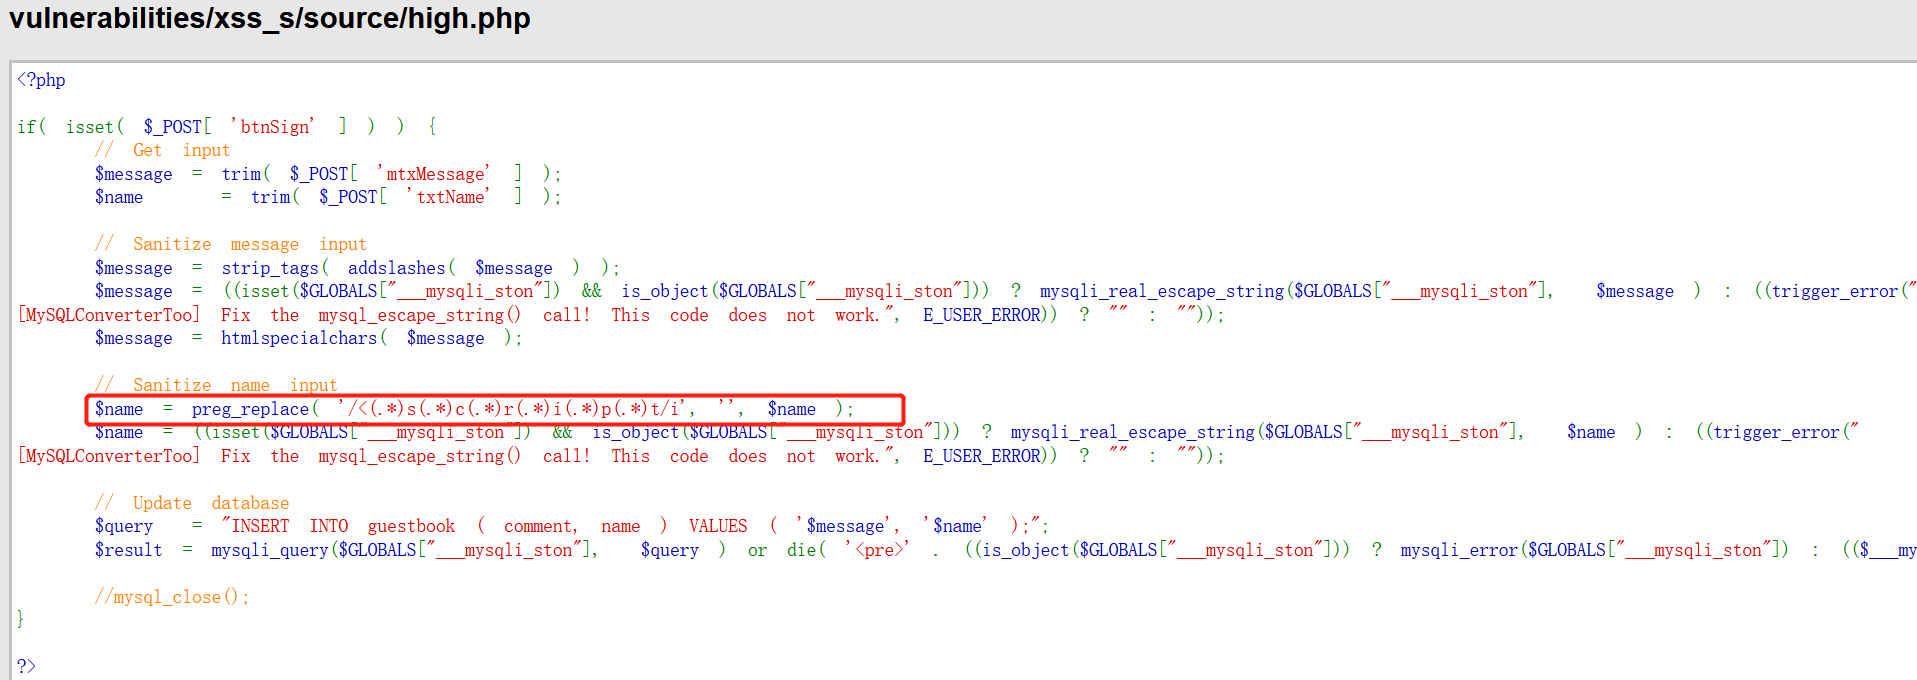 vulnerabilities/xss_s/source/high.php
<?php
if( isset( $_POST[ 'btnSign' ] ) ) {
// Get input
$message = trim( $_POST[ 'mtxMessage' ] );
$name = trim( $_POST[ 'txtName' ] );
// Sanitize message input
$message = strip_tags( addslashes( $message ) );
$message = ((isset($GLOBALS["___mysqli_ston"]) && is_object($GLOBALS["___mysqli_ston"])) ? mysqli_real_escape_string($GLOBALS["___mysqli_ston"], $message ) : ((trigger_error("
[MySQLConverterToo] Fix the mysql_escape_string() call! This code does not work.", E_USER_ERROR)) ? "" : ""));
$message = htmlspecialchars( $message );
// Sanitize name input
$name = preg_replace( '/<(.*)s(.*)c(.*)r(.*)i(.*)p(.*)t/i', '', $name );
$name = ((isset($GLOBALS["___mysqli_ston"]) && is_object($GLOBALS["___mysqli_ston"])) ? mysqli_real_escape_string($GLOBALS["___mysqli_ston"], $name ) : ((trigger_error("
[MySQLConverterToo] Fix the mysql_escape_string() call! This code does not work.", E_USER_ERROR)) ? "" : ""));
// Update database
$query = "INSERT INTO guestbook ( comment, name ) VALUES ( '$message', '$name' );";
$result = mysqli_query($GLOBALS["___mysqli_ston"], $query ) or die( '<pre>' . ((is_object($GLOBALS["___mysqli_ston"])) ? mysqli_error($GLOBALS["___mysqli_ston"]) : (($___my
//mysql_close();
}
?>